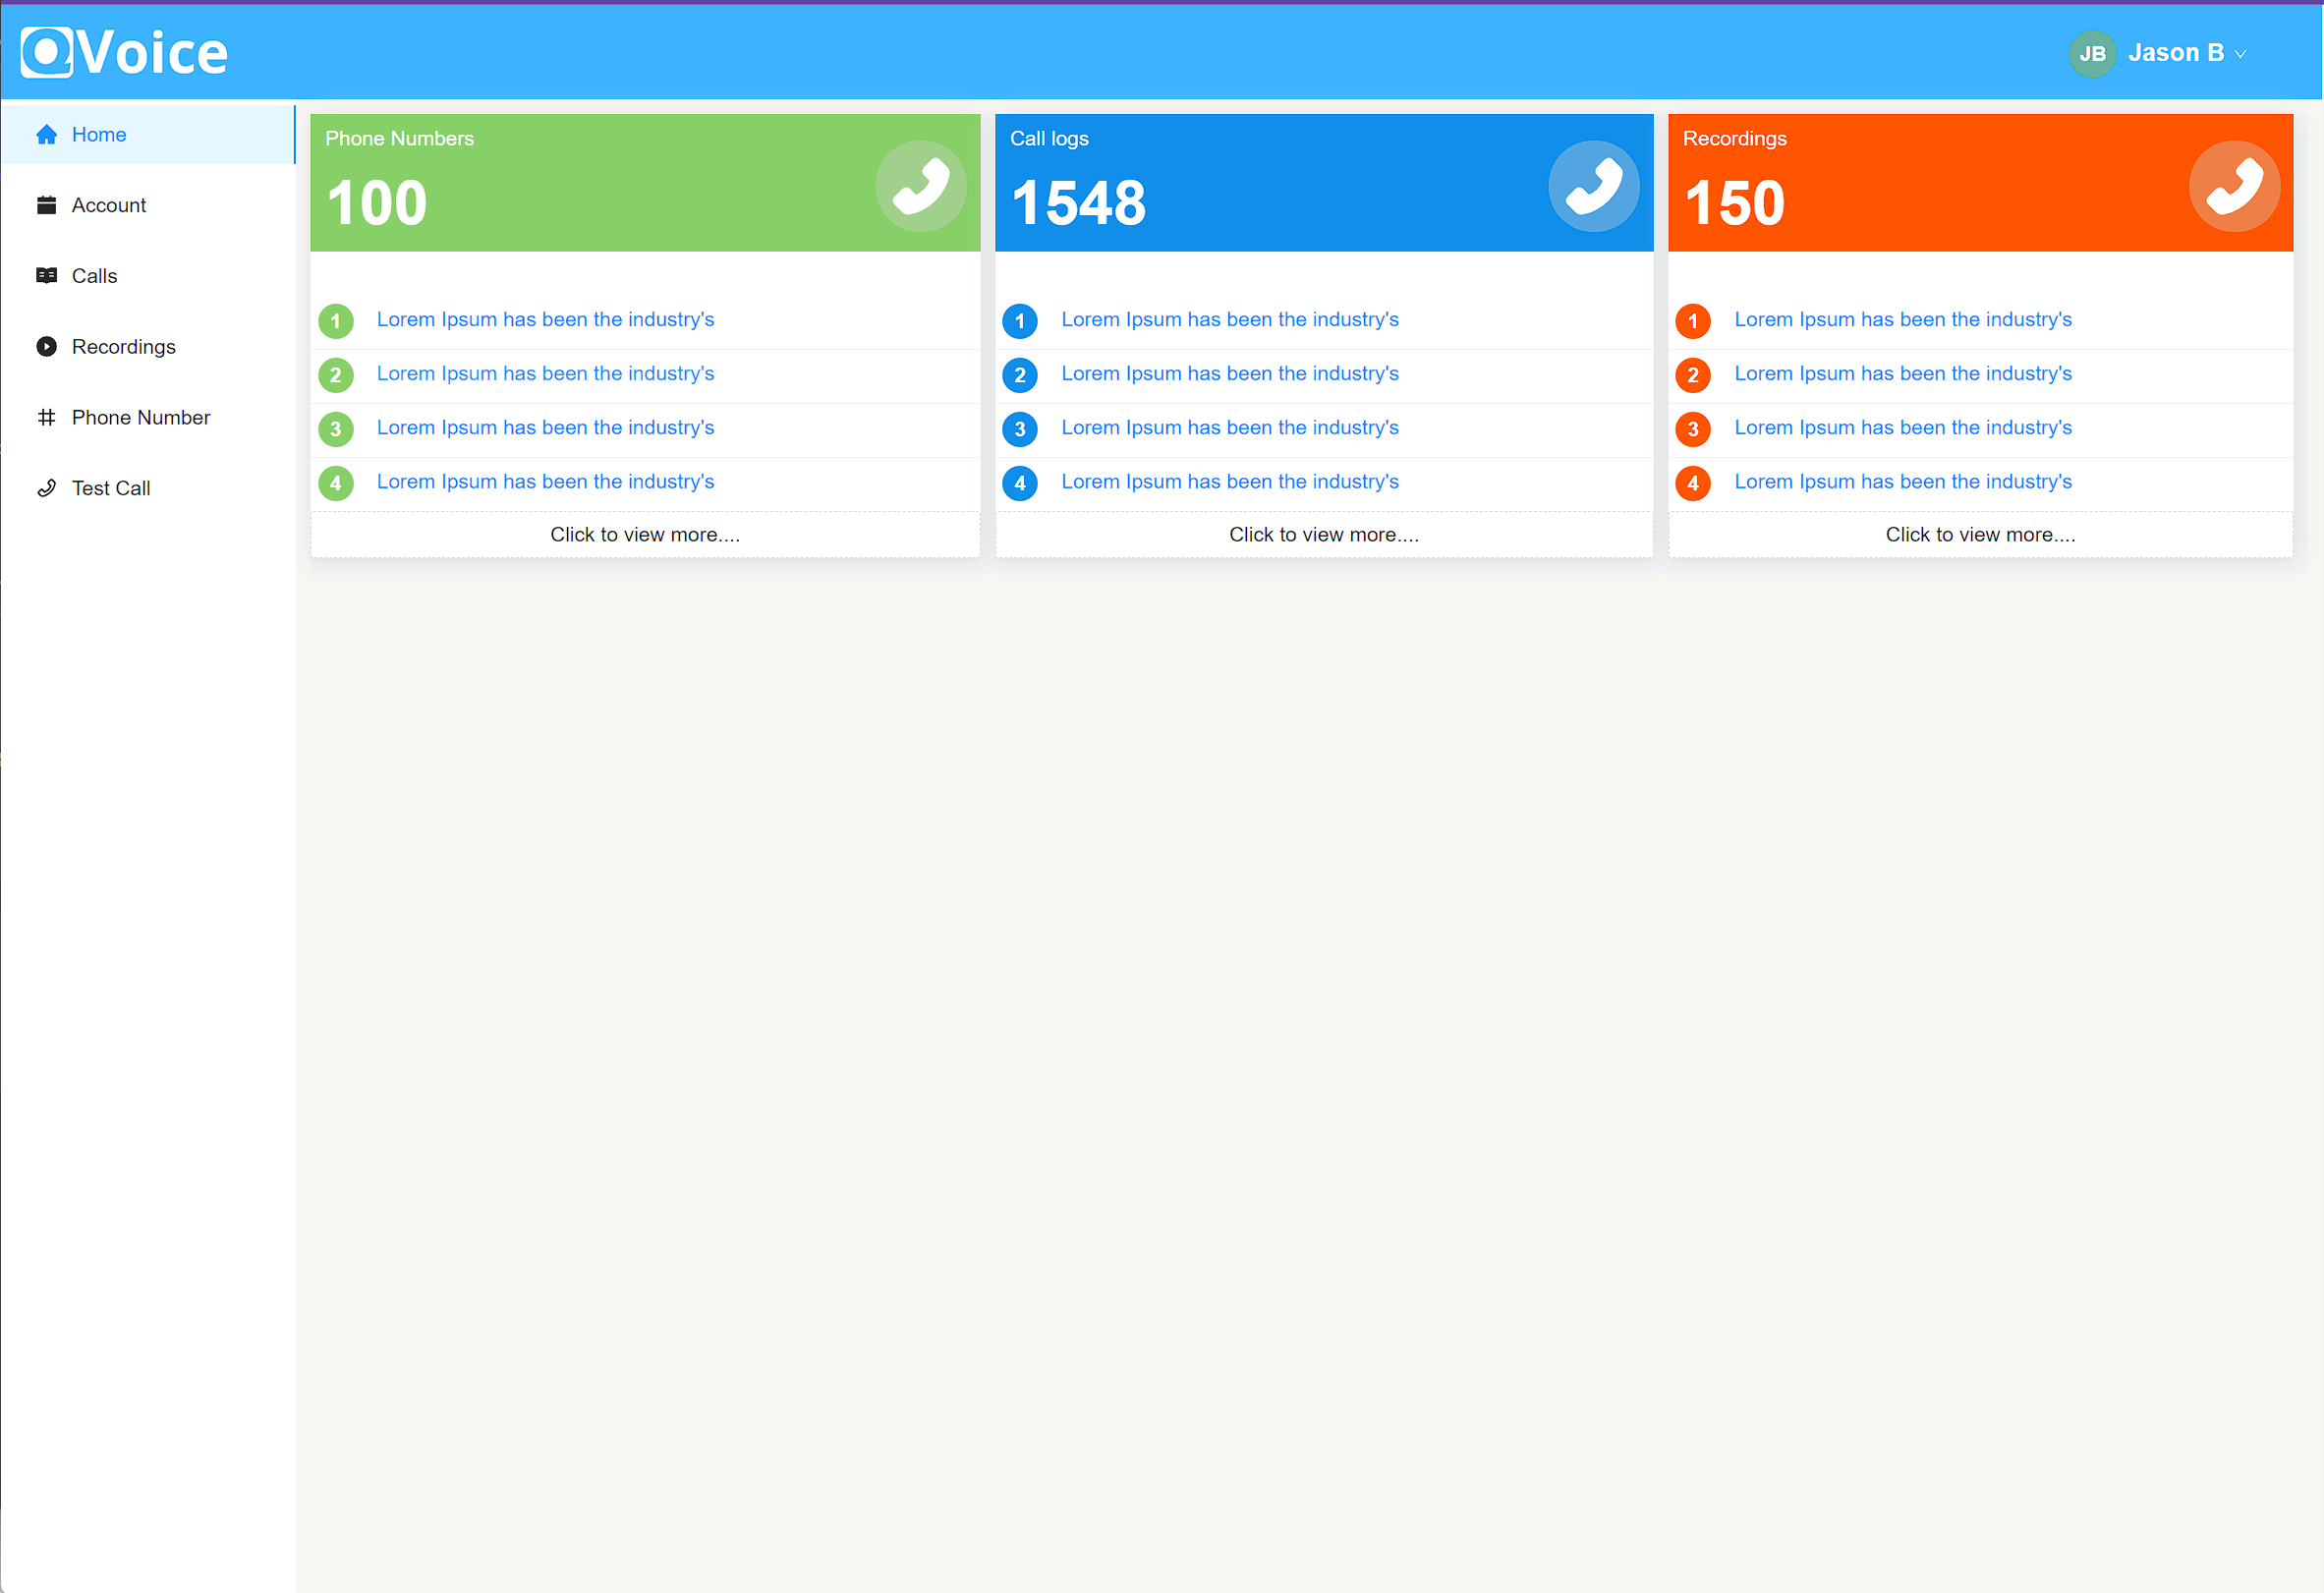 QVoice
JB Jason B
Home
Account
Calls
Recordings
Phone Number
Test Call
Phone Numbers
100
1 Lorem Ipsum has been the industry's
2 Lorem Ipsum has been the industry's
3 Lorem Ipsum has been the industry's
4 Lorem Ipsum has been the industry's
Click to view more....
Call logs
1548
1 Lorem Ipsum has been the industry's
2 Lorem Ipsum has been the industry's
3 Lorem Ipsum has been the industry's
4 Lorem Ipsum has been the industry's
Click to view more....
Recordings
150
1 Lorem Ipsum has been the industry's
2 Lorem Ipsum has been the industry's
3 Lorem Ipsum has been the industry's
4 Lorem Ipsum has been the industry's
Click to view more....